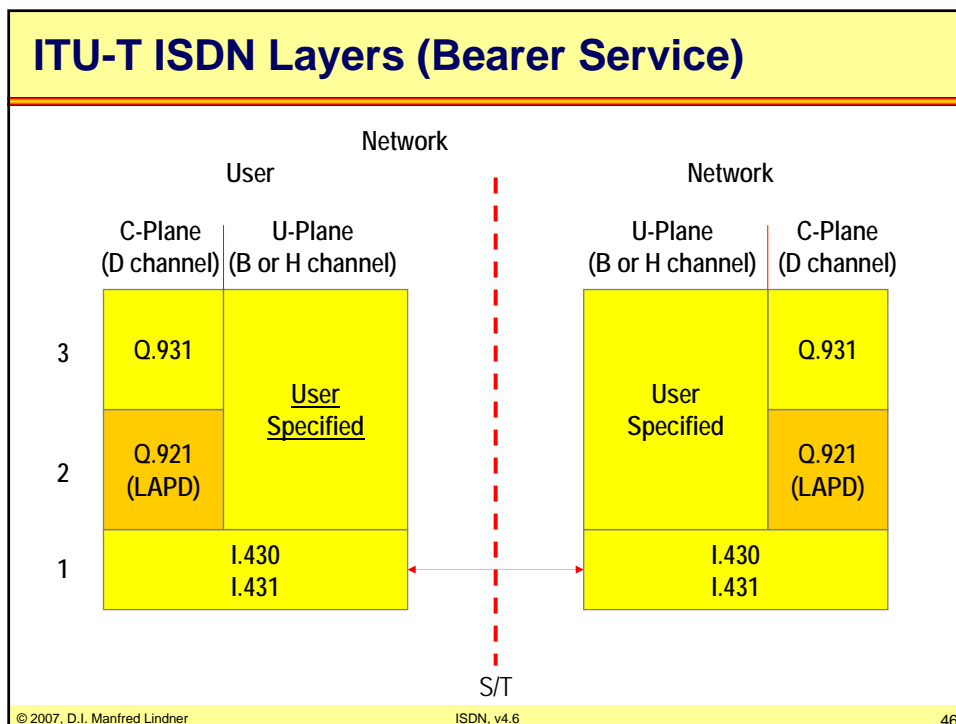 ITU-T ISDN Layers (Bearer Service)
Network
User
Network
C-Plane
(D channel)
U-Plane
(B or H channel)
U-Plane
(B or H channel)
C-Plane
(D channel)
3
Q.931
User
Specified
User
Specified
Q.931
2
Q.921
(LAPD)
Q.921
(LAPD)
1
I.430
I.431
I.430
I.431
S/T
© 2007, D.I. Manfred Lindner
ISDN, v4.6
46